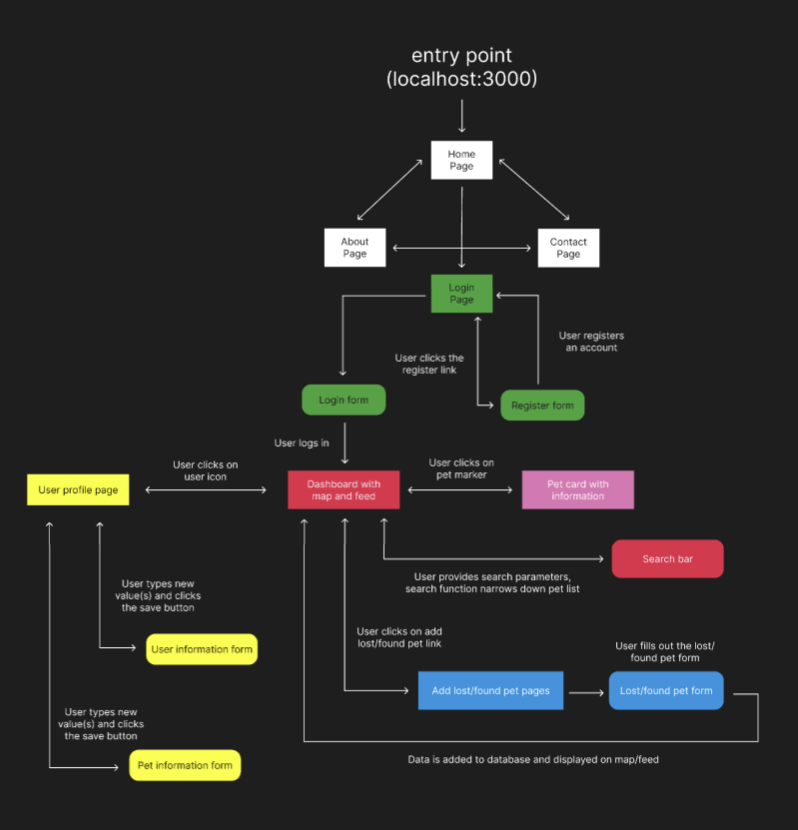 entry point
(localhost:3000)
Home
Page
About
Page
Contact
Page
Login
Page
User registers
an account
User clicks the
register link
Login form
Register form
User logs in
User clicks on
user icon
User clicks on
pet marker
User profile page
Dashboard with
map and feed
Pet card with
information
Search bar
User provides search parameters,
search function narrows down pet list
User types new
value(s) and clicks
the save button
User clicks on add
lost/found pet link
User information form
User fills out the lost/
found pet form
Add lost/found pet pages
Lost/found pet form
User types new
value(s) and clicks
the save button
Pet information form
Data is added to database and displayed on map/feed